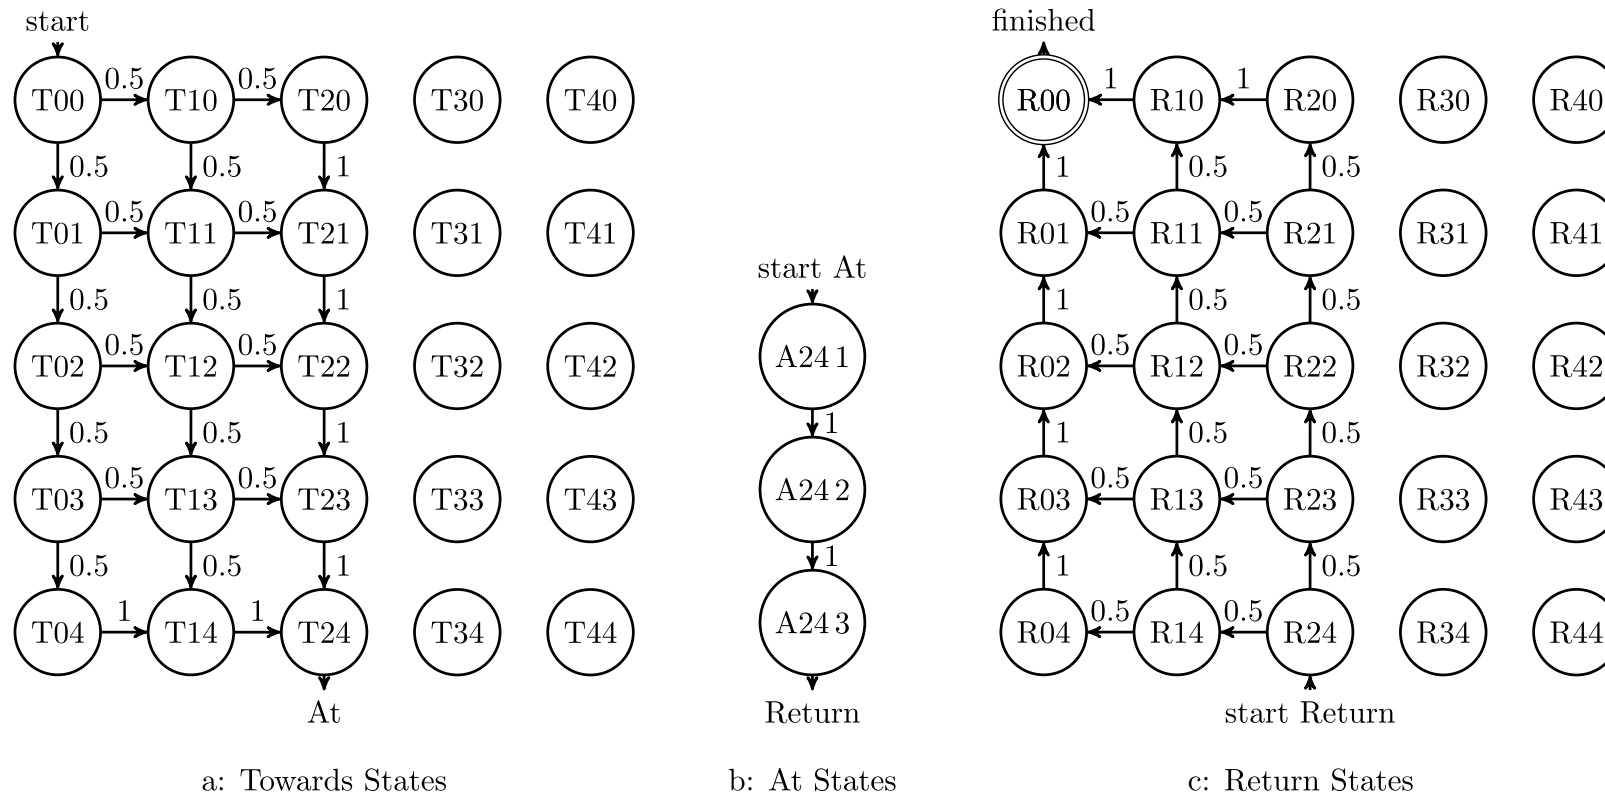 start
finished
0.5 0.5 1 1
T00 T10 T20 T30 T40 R00 R10 R20 R30 R40
0.5 0.5 1 1 0.5 0.5
0.5 0.5 0.5 0.5
T01 T11 T21 T31 T41 R01 R11 R21 R31 R41
start At
0.5 0.5 1 1 0.5 0.5
0.5 0.5 0.5 0.5
T02 T12 T22 T32 T42 A24 1 R02 R12 R22 R32 R42
0.5 0.5 1 1 1 0.5 0.5
0.5 0.5 0.5 0.5
T03 T13 T23 T33 T43 A24 2 R03 R13 R23 R33 R43
0.5 0.5 1 1 1 0.5 0.5
1 1 0.5 0.5
T04 T14 T24 T34 T44 A24 3 R04 R14 R24 R34 R44
At Return start Return
a: Towards States b: At States c: Return States